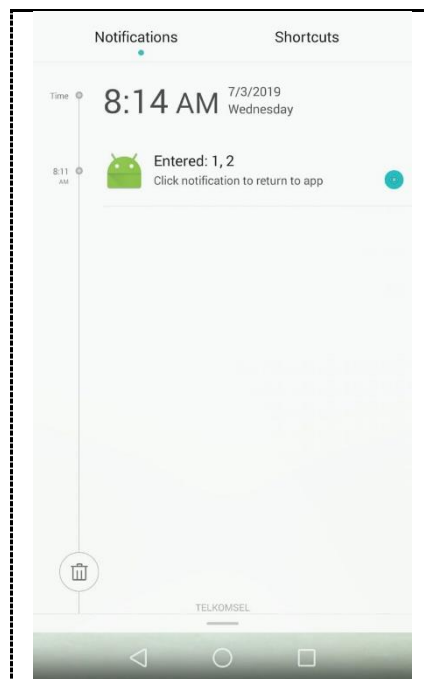 Notifications Shortcuts
Time 8:14 AM 7/3/2019
Wednesday
8:11
AM
Entered: 1, 2
Click notification to return to app
TELKOMSEL